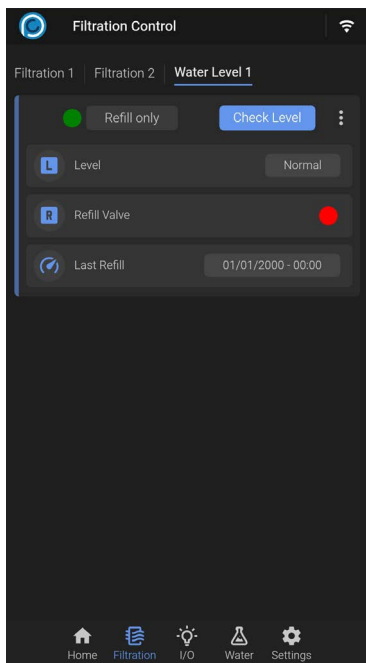 Filtration Control
Filtration 1 Filtration 2 Water Level 1
Refill only Check Level
L Level Normal
R Refill Valve
Last Refill 01/01/2000 - 00:00
Home Filtration I/O Water Settings